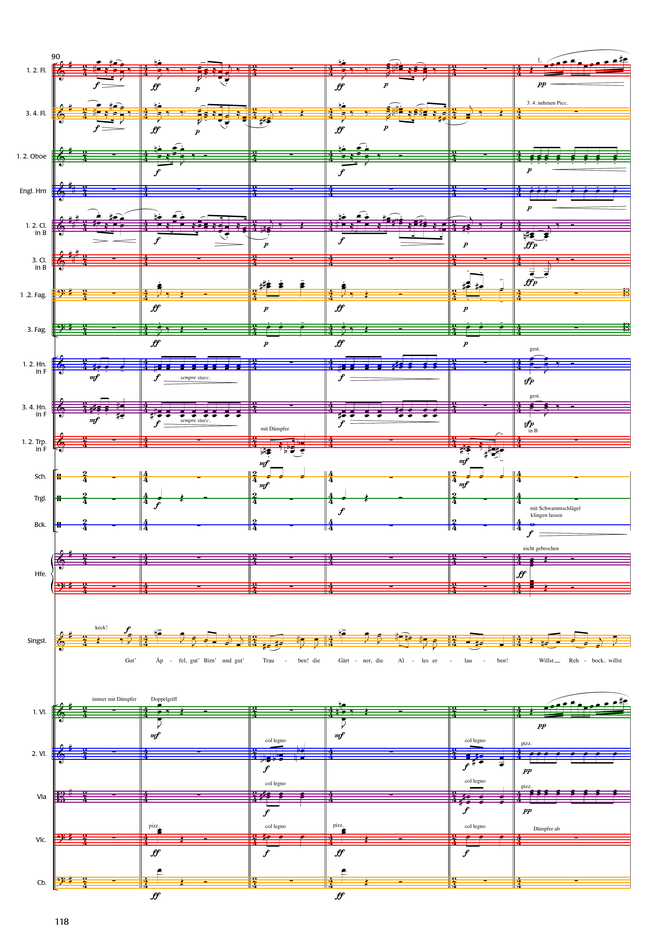 90
1. 2. Fl.
1.
f
ff
p
ff
p
pp
3. 4. nehmen Picc.
3. 4. Fl.
f
ff
p
ff
p
1. 2. Oboe
f
f
p
Engl. Hrn
p
1. 2. Cl.
in B
f
p
f
p
ffp
3. Cl.
in B
ffp
1 .2. Fag.
ff
p
ff
p
3. Fag.
ff
p
ff
p
gest.
1. 2. Hn.
in F
mf
f
sempre stacc.
f
sfp
gest.
3. 4. Hn.
in F
mf
f
sempre stacc.
f
sfp
mit Dämpfer
in B
1. 2. Trp.
in F
mf
mf
Sch.
mf
mf
Trgl.
f
f
mit Schwammschlägel
klingen lassen
Bck.
f
nicht gebrochen
Hfe.
ff
keck!
f
Singst.
Gut' Äp - fel, gut' Birn' und gut' Trau - ben! die Gärt - ner, die Al - les er - lau - ben! Willst Reh - bock, willst
immer mit Dämpfer
Doppelgriff
1. Vl.
mf
mf
pp
col legno
col legno
pizz.
2. Vl.
f
f
pp
col legno
col legno
pizz.
Vla
f
f
pp
pizz.
col legno
pizz.
col legno
Dämpfer ab
Vlc.
ff
f
ff
f
Cb.
ff
ff
118